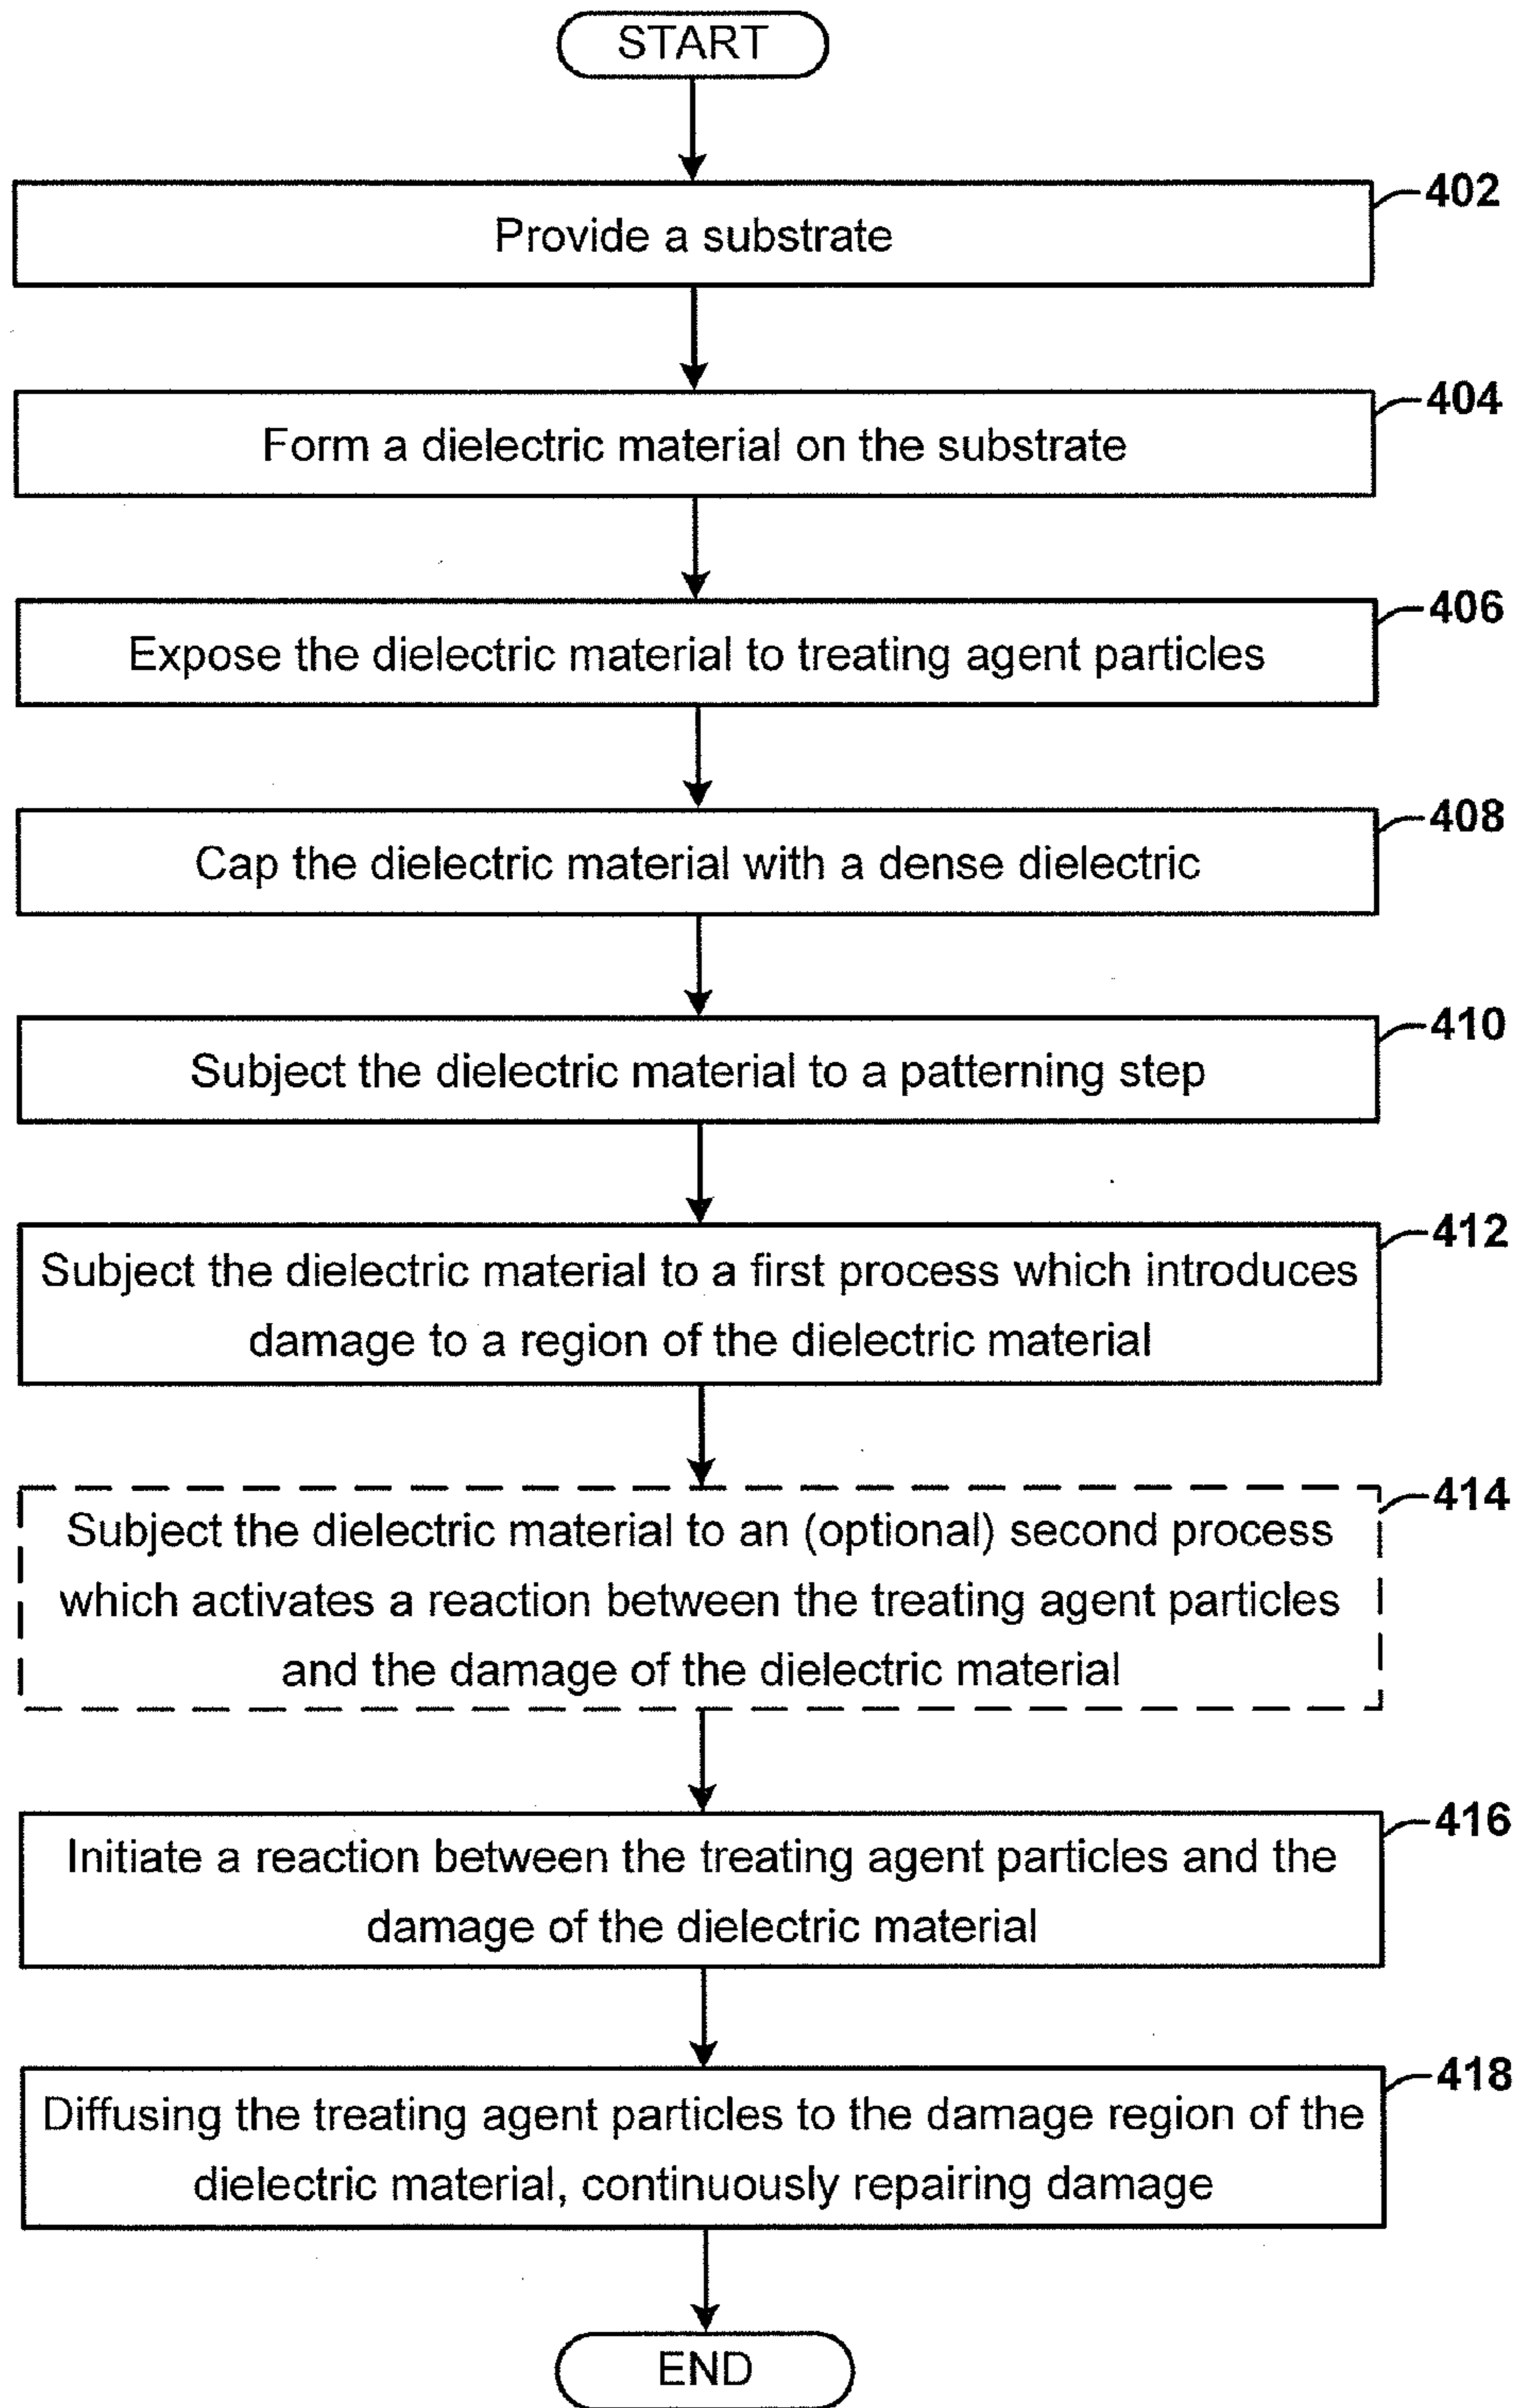 START
402
Provide a substrate
404
Form a dielectric material on the substrate
406
Expose the dielectric material to treating agent particles
408
Cap the dielectric material with a dense dielectric
410
Subject the dielectric material to a patterning step
412
Subject the dielectric material to a first process which introduces
damage to a region of the dielectric material
414
Subject the dielectric material to an (optional) second process
which activates a reaction between the treating agent particles
and the damage of the dielectric material
416
Initiate a reaction between the treating agent particles and the
damage of the dielectric material
418
Diffusing the treating agent particles to the damage region of the
dielectric material, continuously repairing damage
END